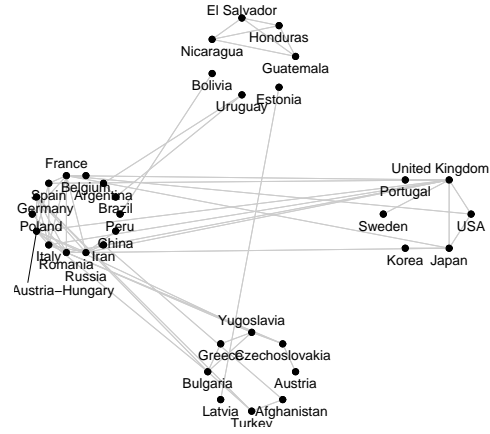 El Salvador
Honduras
Nicaragua
Guatemala
Bolivia
Estonia
Uruguay
France
United Kingdom
Belgium
Spain
Argentina
Portugal
Germany
Brazil
Poland
Peru
Sweden
USA
China
Italy
Iran
Romania
Korea
Japan
Russia
Austria-Hungary
Yugoslavia
Greece
Czechoslovakia
Bulgaria
Austria
Latvia
Afghanistan
Turkey